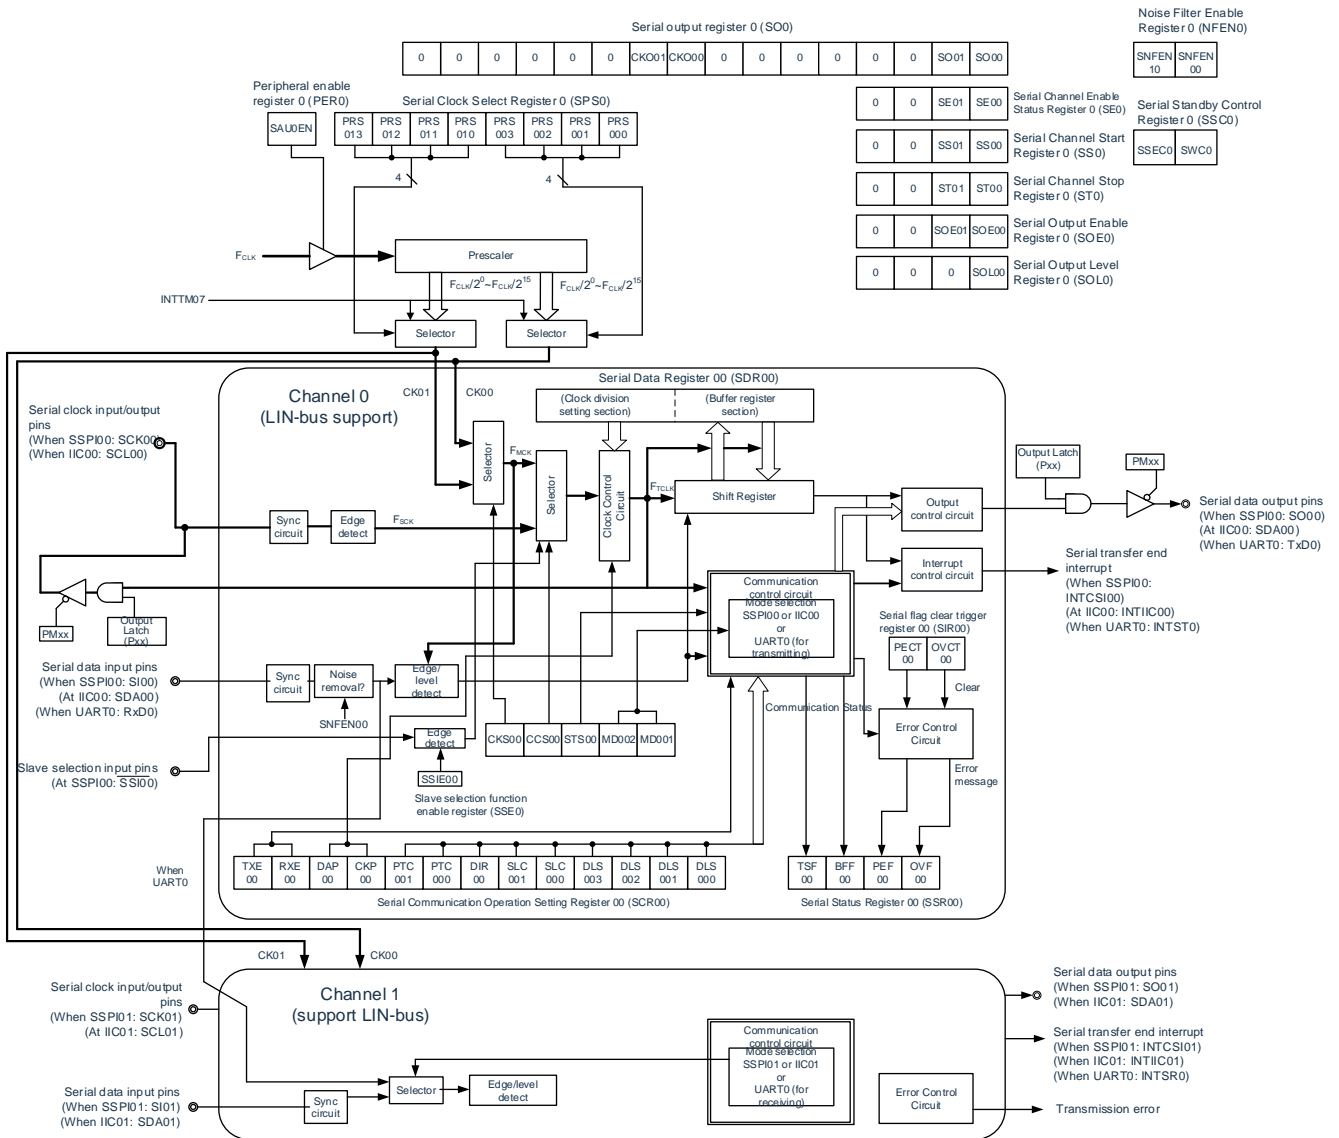 Serial output register 0 (SO0)
0 0 0 0 0 0 CKO01 CKO00 0 0 0 0 0 0 SO01 SO00
Noise Filter Enable
Register 0 (NFEN0)
SNFEN 10 SNFEN 00
Peripheral enable
register 0 (PER0)
SAU0EN
Serial Clock Select Register 0 (SPS0)
PRS 013 PRS 012 PRS 011 PRS 010 PRS 003 PRS 002 PRS 001 PRS 000
0 0 SE01 SE00
Serial Channel Enable
Status Register 0 (SE0)
Serial Standby Control
Register 0 (SSC0)
SSEC0 SWC0
0 0 SS01 SS00
Serial Channel Start
Register 0 (SS0)
0 0 ST01 ST00
Serial Channel Stop
Register 0 (ST0)
0 0 SOE01 SOE00
Serial Output Enable
Register 0 (SOE0)
0 0 0 SOL00
Serial Output Level
Register 0 (SOL0)
4
4
FCLK
Prescaler
FCLK/2^0~FCLK/2^15
FCLK/2^0~FCLK/2^15
INTTM07
Selector
Selector
Channel 0
(LIN-bus support)
CK01
CK00
Serial Data Register 00 (SDR00)
(Clock division
setting section)
(Buffer register
section)
Serial clock input/output
pins
(When SSPI00: SCK00)
(When IIC00: SCL00)
Selector
FMCK
Selector
Clock Control
Circuit
FTCLK
Shift Register
Output
control circuit
Output Latch
(Pxx)
PMxx
Serial data output pins
(When SSPI00: SO00)
(At IIC00: SDA00)
(When UART0: TxD0)
Sync
circuit
Edge
detect
FSCK
Interrupt
control circuit
Serial transfer end
interrupt
(When SSPI00:
INTCSI00)
(At IIC00: INTIIC00)
(When UART0: INTST0)
Communication
control circuit
Mode selection
SSPI00 or IIC00
or
UART0 (for
transmitting)
PMxx
Output
Latch
(Pxx)
Serial flag clear trigger
register 00 (SIR00)
PECT 00 OVCT 00
Clear
Serial data input pins
(When SSPI00: SI00)
(At IIC00: SDA00)
(When UART0: RxD0)
Sync
circuit
Noise
removal?
SNFEN00
Edge/
level detect
Communication Status
Error Control
Circuit
Error
message
CKS00 CCS00 STS00 MD002 MD001
Edge
detect
SSIE00
Slave selection function
enable register (SSE0)
Slave selection input pins
(At SSPI00: SSI00)
When
UART0
TXE 00 RXE 00 DAP 00 CKP 00 PTC 001 PTC 000 DIR 00 SLC 001 SLC 000 DLS 003 DLS 002 DLS 001 DLS 000
Serial Communication Operation Setting Register 00 (SCR00)
TSF 00 BFF 00 PEF 00 OVF 00
Serial Status Register 00 (SSR00)
CK01
CK00
Channel 1
(support LIN-bus)
Serial clock input/output
pins
(When SSPI01: SCK01)
(At IIC01: SCL01)
Serial data output pins
(When SSPI01: SO01)
(When IIC01: SDA01)
Communication
control circuit
Mode selection
SSPI01 or IIC01
or
UART0 (for
receiving)
Serial transfer end interrupt
(When SSPI01: INTCSI01)
(When IIC01: INTIIC01)
(When UART0: INTSR0)
Serial data input pins
(When SSPI01: SI01)
(When IIC01: SDA01)
Sync
circuit
Selector
Edge/level
detect
Error Control
Circuit
Transmission error